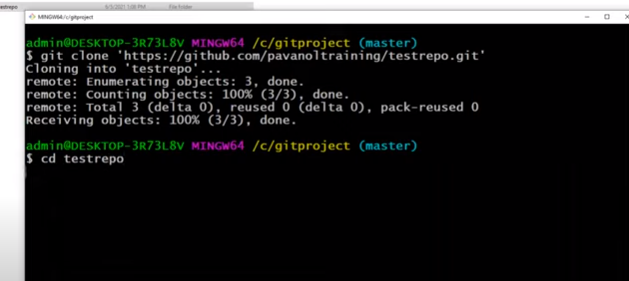 testrepo 6/5/2021 1:08 PM File folder
MINGW64:/c/gitproject
admin@DESKTOP-3R73L8V MINGW64 /c/gitproject (master)
$ git clone 'https://github.com/pavanoltraining/testrepo.git'
Cloning into 'testrepo'...
remote: Enumerating objects: 3, done.
remote: Counting objects: 100% (3/3), done.
remote: Total 3 (delta 0), reused 0 (delta 0), pack-reused 0
Receiving objects: 100% (3/3), done.
admin@DESKTOP-3R73L8V MINGW64 /c/gitproject (master)
$ cd testrepo